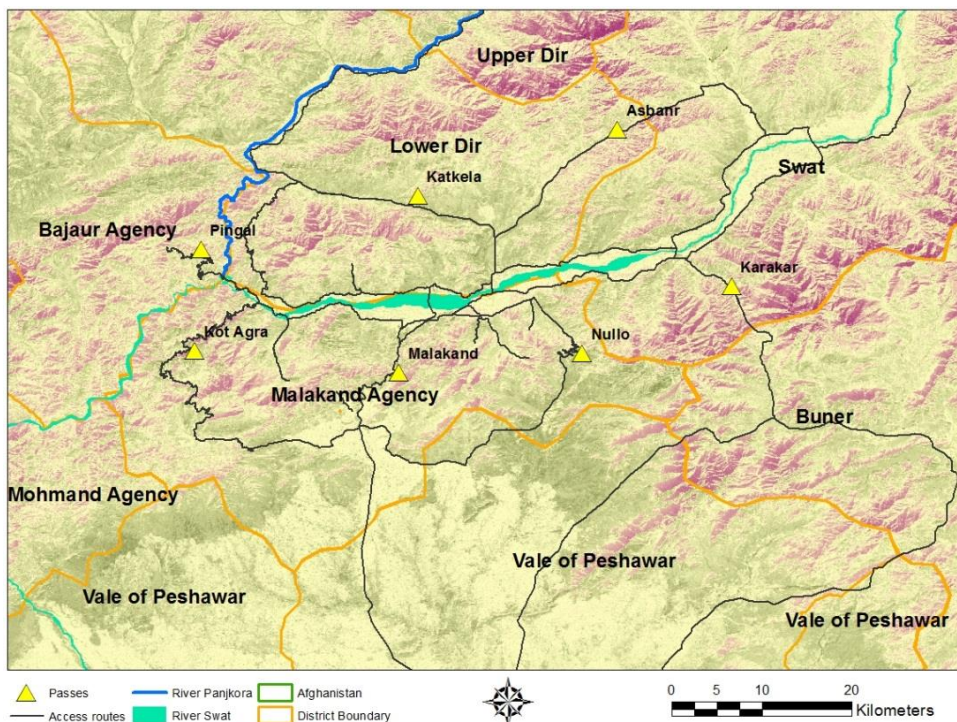 Upper Dir
Asbanr
Lower Dir
Swat
Katkela
Bajaur Agency
Pingal
Karakar
Kot Agra
Nullo
Malakand
Malakand Agency
Buner
Mohmand Agency
Vale of Peshawar
Vale of Peshawar
Vale of Peshawar
Passes
River Panjkora
Afghanistan
0 5 10 20
Access routes
River Swat
District Boundary
Kilometers